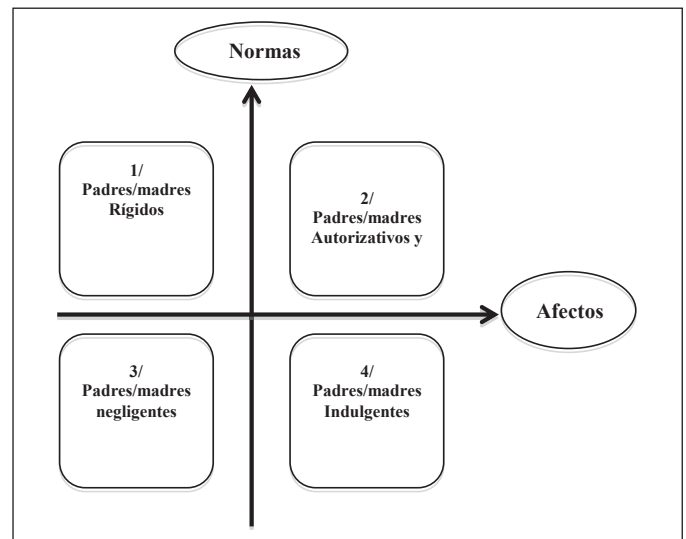 Normas
1/
Padres/madres
Rígidos
2/
Padres/madres
Autorizativos y
Afectos
3/
Padres/madres
negligentes
4/
Padres/madres
Indulgentes